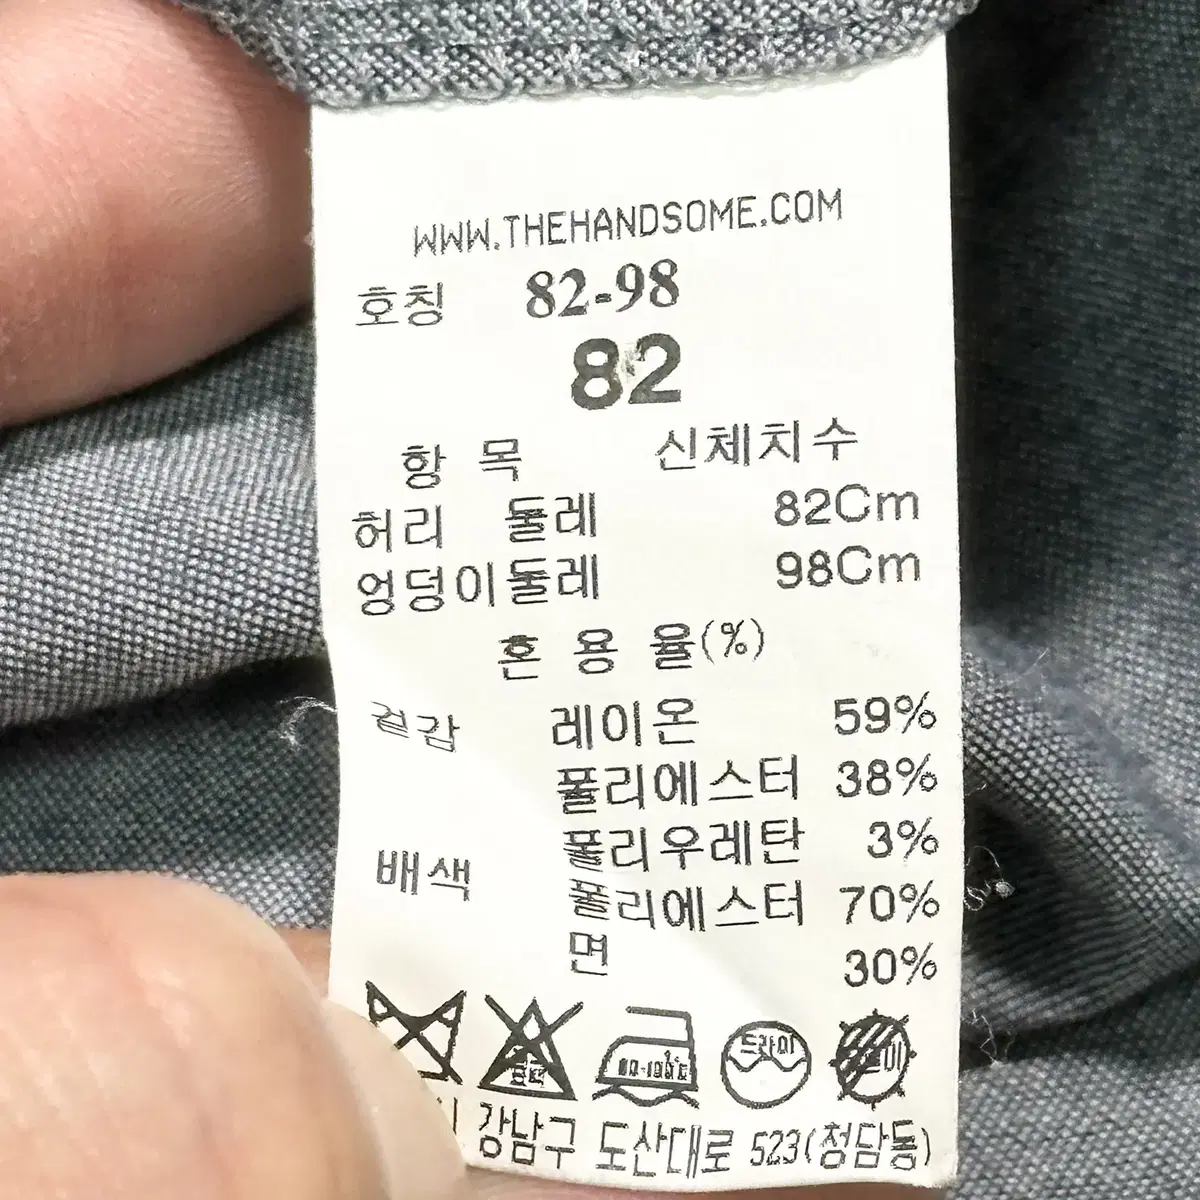 WWW.THEHANDSOME.COM
호칭 82-98
82
항 목 신체치수
허리 둘레 82Cm
엉덩이둘레 98Cm
혼 용 율(%)
겉감 레이온 59%
폴리에스터 38%
폴리우레탄 3%
배색 폴리에스터 70%
면 30%
드라이
강남구 도산대로 523(청담동)